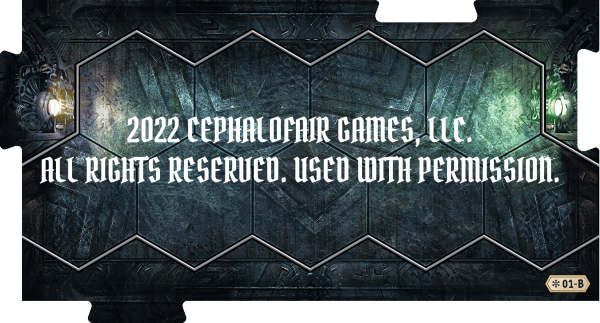 2022 CEPHALOFAIR GAMES, LLC.
ALL RIGHTS RESERVED. USED WITH PERMISSION.
* 01-B